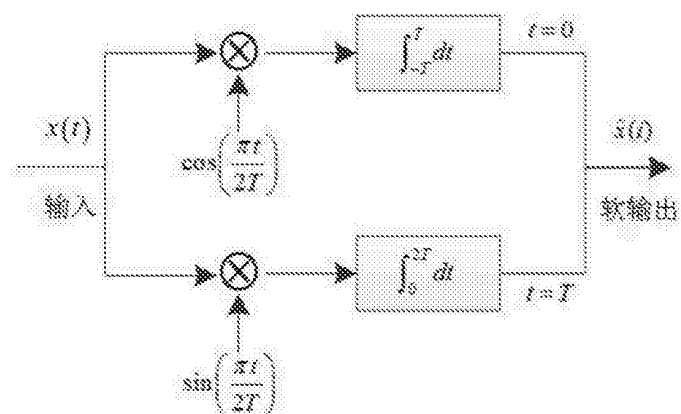 ∫_{-T}^{T} dt
t=0
x(t)
cos(πt/2T)
x̂(i)
输入
软输出
∫_{0}^{2T} dt
t=T
sin(πt/2T)